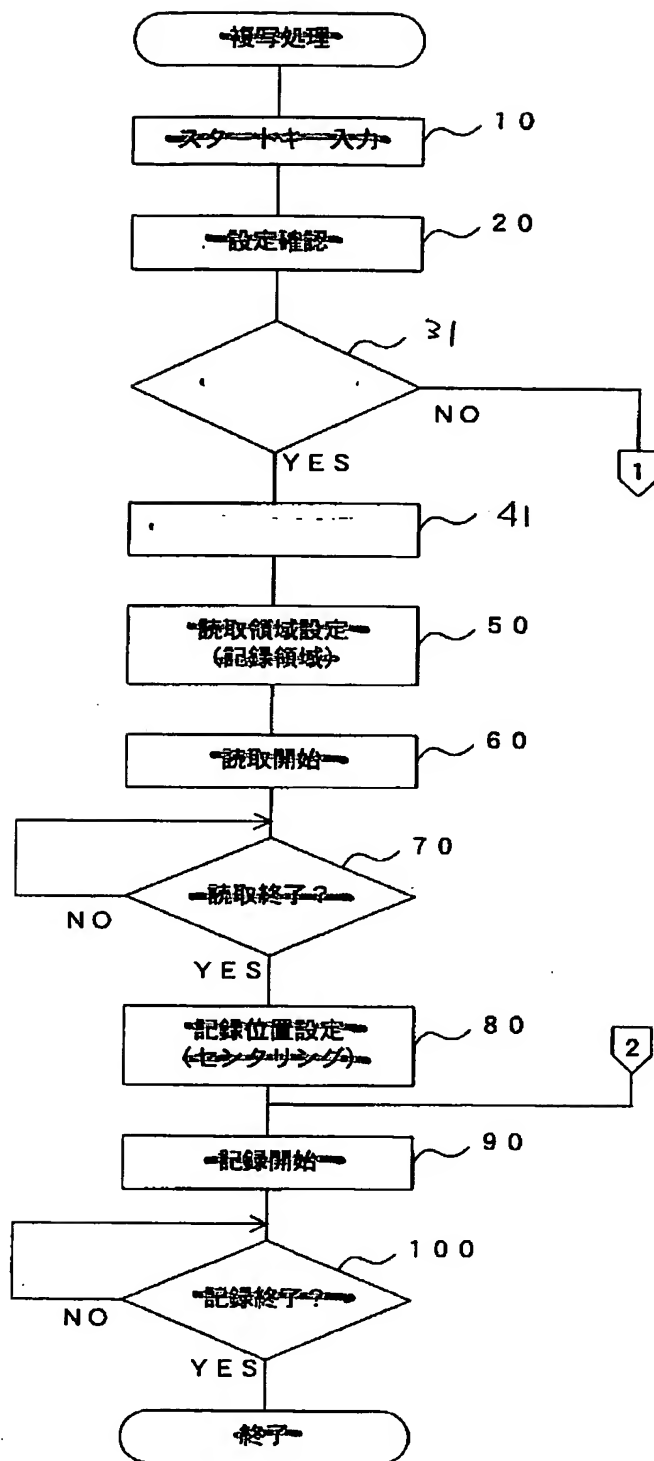 複写処理
スタートキー入力
10
設定確認
20
31
NO
YES
1
41
読取領域設定
(記録領域)
50
読取開始
60
70
読取終了？
NO
YES
記録位置設定
(センタリング)
80
2
記録開始
90
100
記録終了？
NO
YES
終了